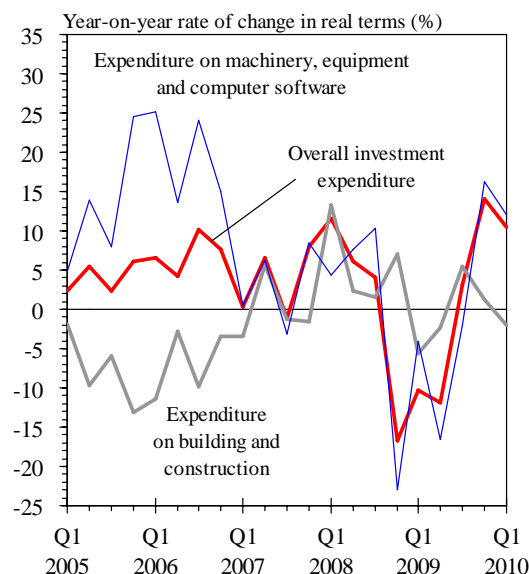 Year-on-year rate of change in real terms (%)
35
30
25
20
15
10
5
0
-5
-10
-15
-20
-25
Expenditure on machinery, equipment
and computer software
Overall investment
expenditure
Expenditure
on building and
construction
Q1 Q1 Q1 Q1 Q1 Q1
2005 2006 2007 2008 2009 2010